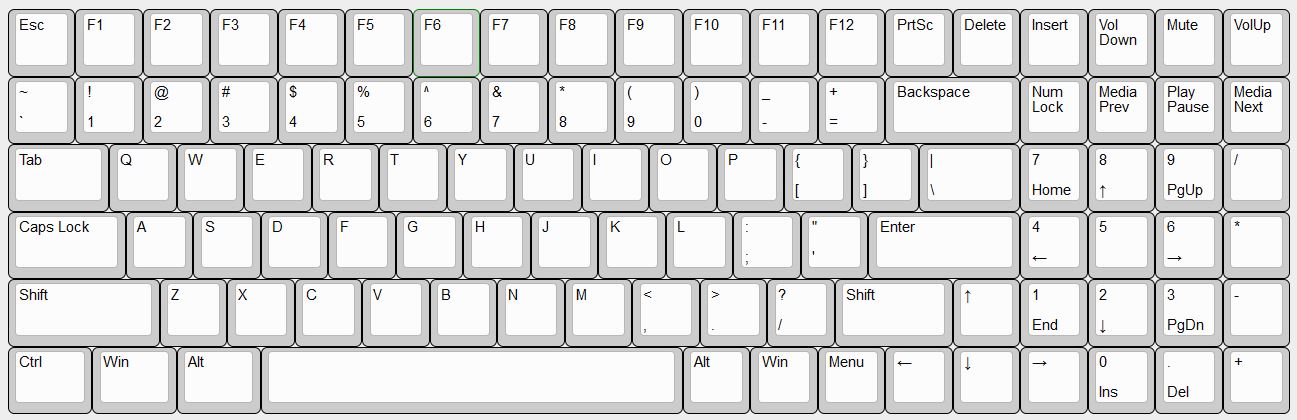 Esc F1 F2 F3 F4 F5 F6 F7 F8 F9 F10 F11 F12 PrtSc Delete Insert Vol Mute VolUp
Down
~ ! @ # $ % ^ & * ( ) _ + Backspace Num Media Play Media
Lock Prev Pause Next
` 1 2 3 4 5 6 7 8 9 0 - =
Tab Q W E R T Y U I O P { } | 7 8 9 /
[ ] \ Home ↑ PgUp
Caps Lock A S D F G H J K L : " Enter 4 5 6 *
; ' ← →
Shift Z X C V B N M < > ? Shift ↑ 1 2 3 -
, . / End ↓ PgDn
Ctrl Win Alt Alt Win Menu ← ↓ → 0 . +
Ins Del